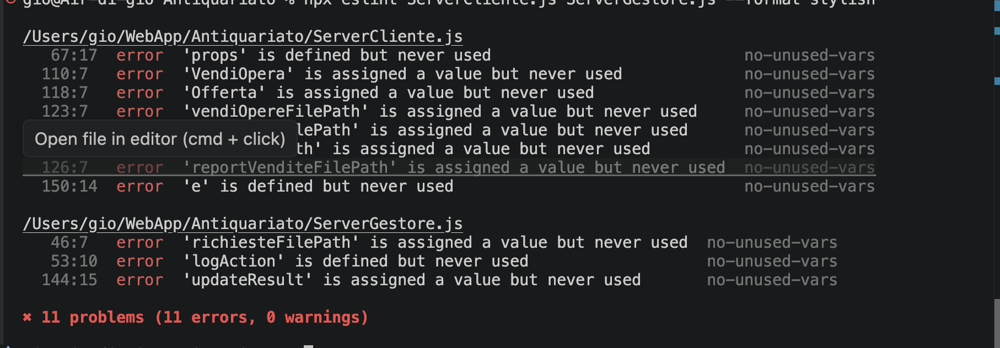 gio@Air-di-gio Antiquariato % npx eslint ServerCliente.js ServerGestore.js --format stylish
/Users/gio/WebApp/Antiquariato/ServerCliente.js
67:17 error 'props' is defined but never used no-unused-vars
110:7 error 'VendiOpera' is assigned a value but never used no-unused-vars
118:7 error 'Offerta' is assigned a value but never used no-unused-vars
123:7 error 'vendiOpereFilePath' is assigned a value but never used no-unused-vars
lePath' is assigned a value but never used no-unused-vars
Open file in editor (cmd + click)
th' is assigned a value but never used no-unused-vars
126:7 error 'reportVenditeFilePath' is assigned a value but never used no-unused-vars
150:14 error 'e' is defined but never used no-unused-vars
/Users/gio/WebApp/Antiquariato/ServerGestore.js
46:7 error 'richiesteFilePath' is assigned a value but never used no-unused-vars
53:10 error 'logAction' is defined but never used no-unused-vars
144:15 error 'updateResult' is assigned a value but never used no-unused-vars
✖ 11 problems (11 errors, 0 warnings)